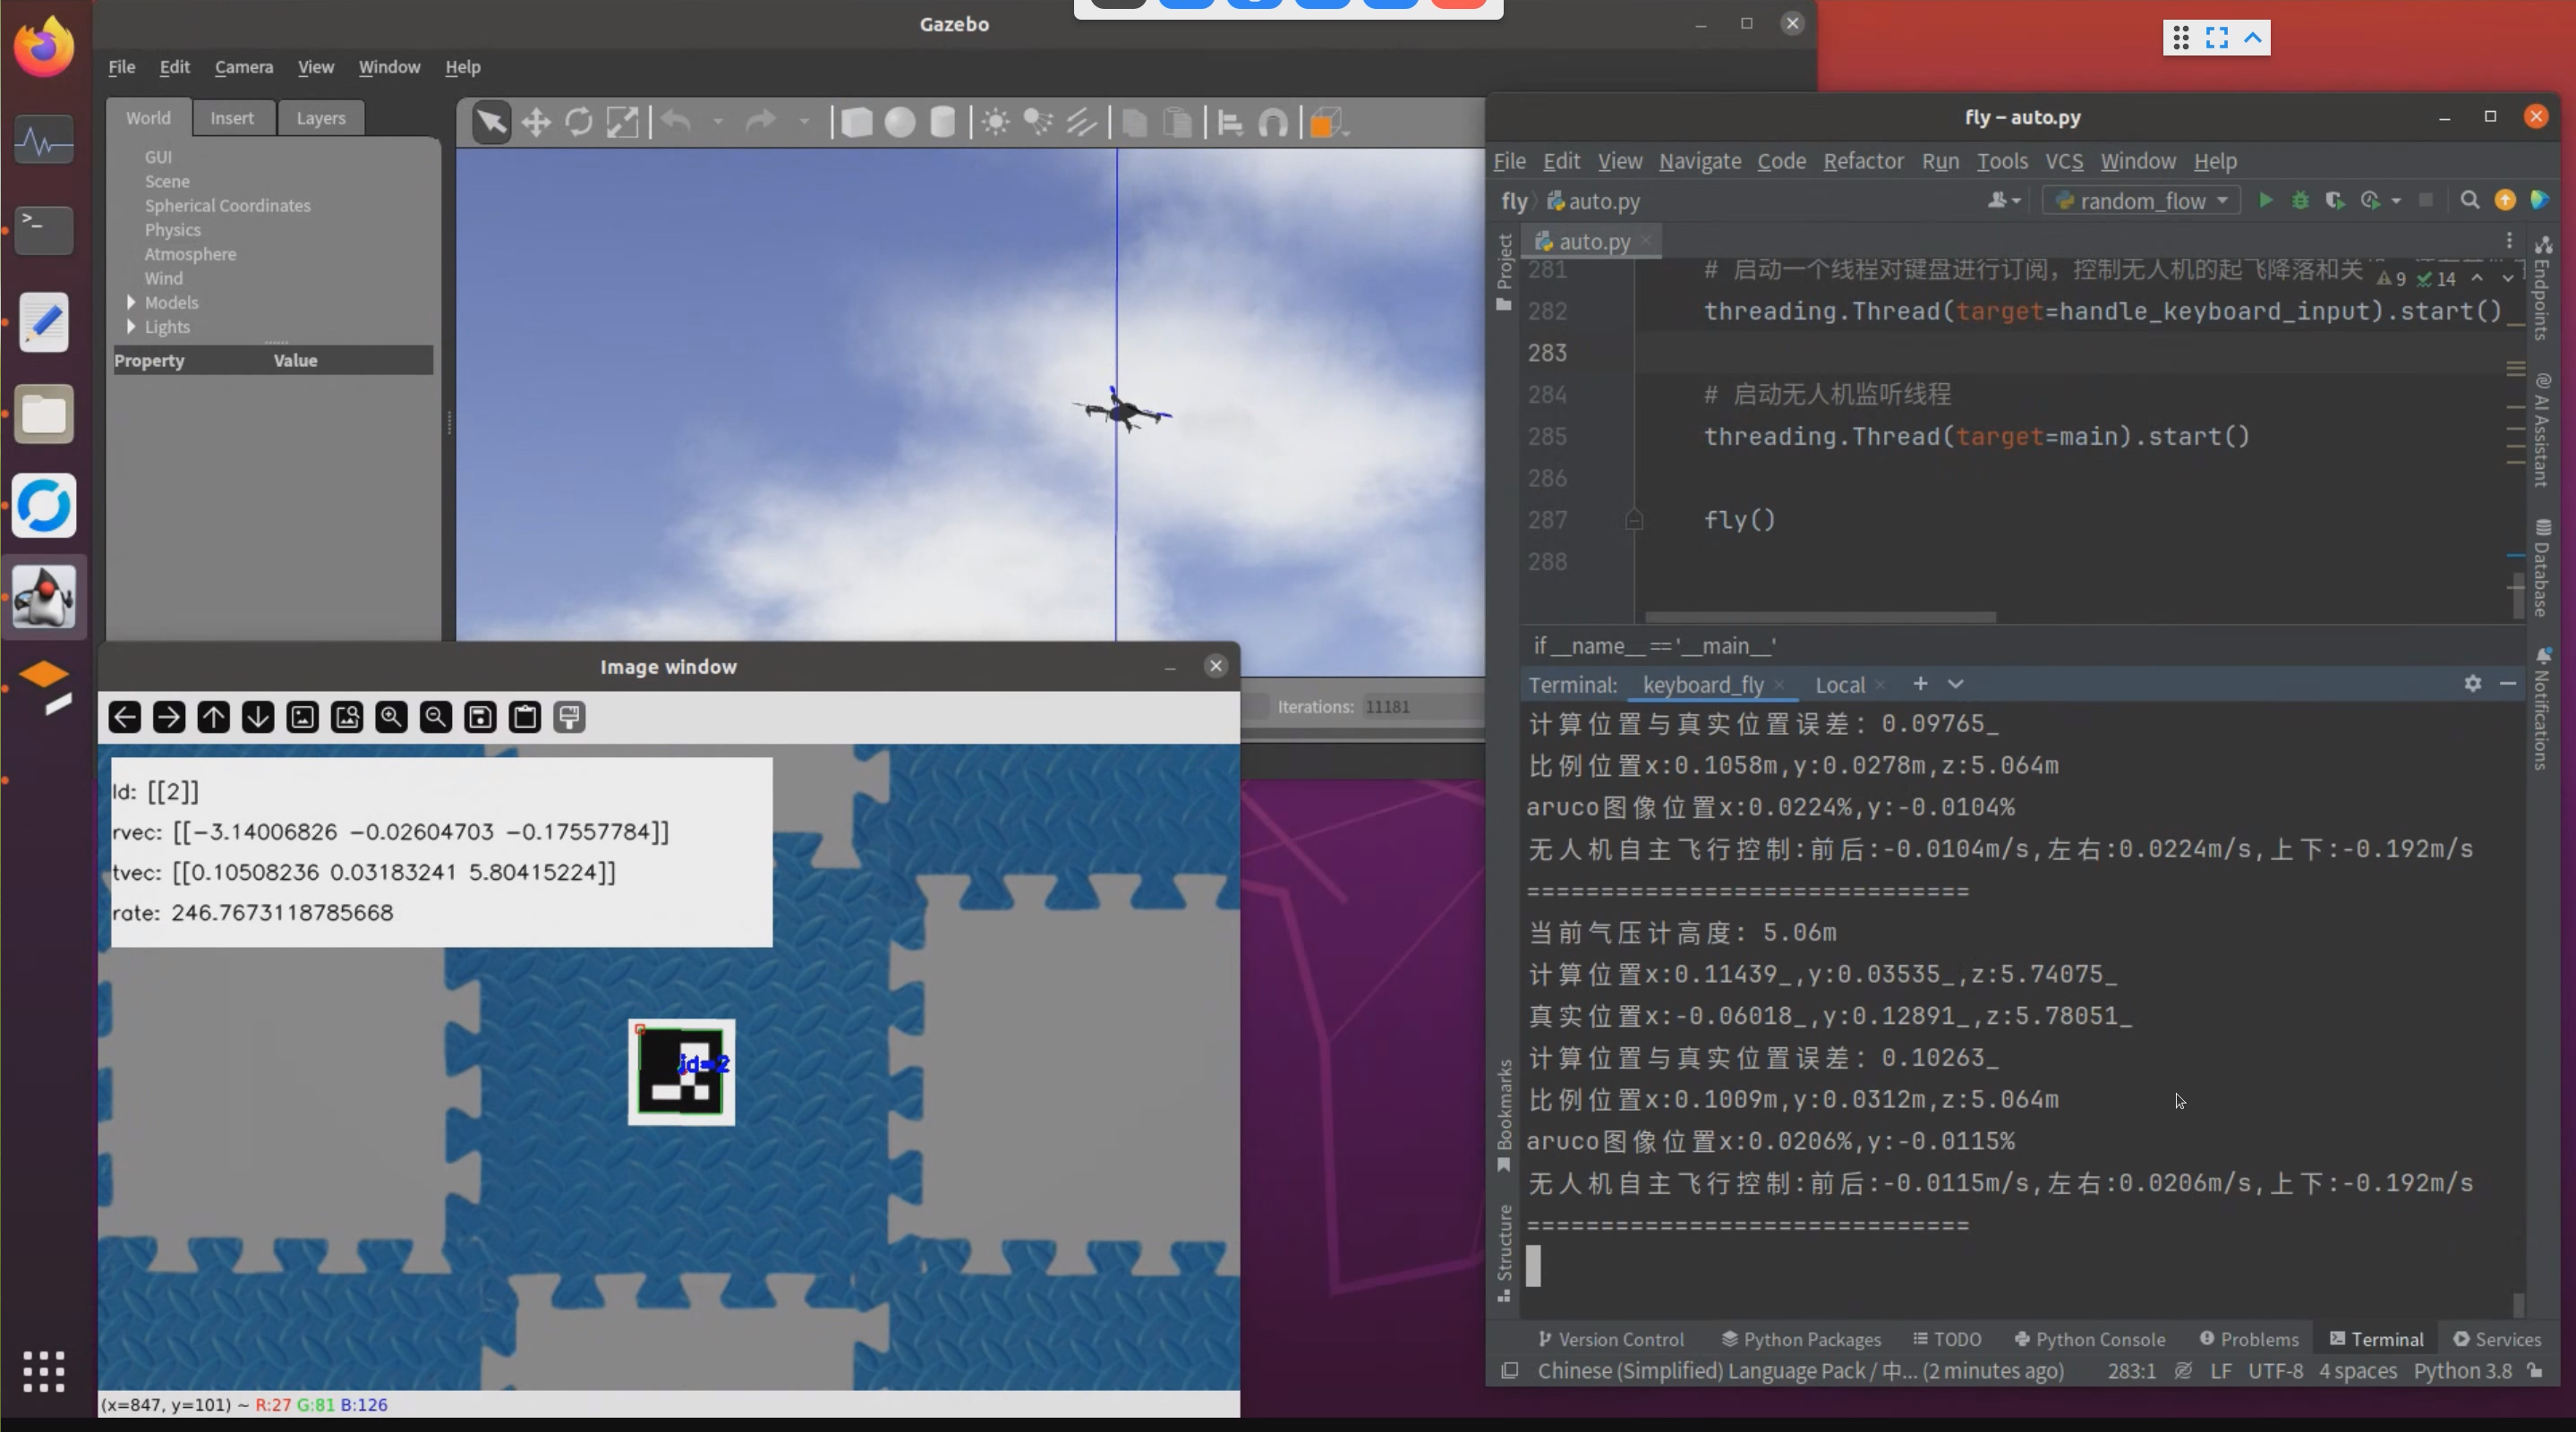 Gazebo
File Edit Camera View Window Help
World Insert Layers
GUI
Scene
Spherical Coordinates
Physics
Atmosphere
Wind
Models
Lights
Property Value
Iterations: 11181
Image window
Id: [[2]]
rvec: [[-3.14006826 -0.02604703 -0.17557784]]
tvec: [[0.10508236 0.03183241 5.80415224]]
rate: 246.7673118785668
id=2
(x=847, y=101) ~ R:27 G:81 B:126
fly – auto.py
File Edit View Navigate Code Refactor Run Tools VCS Window Help
fly auto.py random_flow
Project
auto.py
9 14
281 # 启动一个线程对键盘进行订阅，控制无人机的起飞降落和关
282 threading.Thread(target=handle_keyboard_input).start()
283
284 # 启动无人机监听线程
285 threading.Thread(target=main).start()
286
287 fly()
288
if __name__ == '__main__'
Terminal: keyboard_fly Local
计算位置与真实位置误差: 0.09765_
比例位置x:0.1058m,y:0.0278m,z:5.064m
aruco图像位置x:0.0224%,y:-0.0104%
无人机自主飞行控制:前后:-0.0104m/s,左右:0.0224m/s,上下:-0.192m/s
==============================
当前气压计高度: 5.06m
计算位置x:0.11439_,y:0.03535_,z:5.74075_
真实位置x:-0.06018_,y:0.12891_,z:5.78051_
计算位置与真实位置误差: 0.10263_
比例位置x:0.1009m,y:0.0312m,z:5.064m
aruco图像位置x:0.0206%,y:-0.0115%
无人机自主飞行控制:前后:-0.0115m/s,左右:0.0206m/s,上下:-0.192m/s
==============================
Bookmarks
Structure
Endpoints
AI Assistant
Database
Notifications
Version Control Python Packages TODO Python Console Problems Terminal Services
Chinese (Simplified) Language Pack / 中... (2 minutes ago) 283:1 LF UTF-8 4 spaces Python 3.8